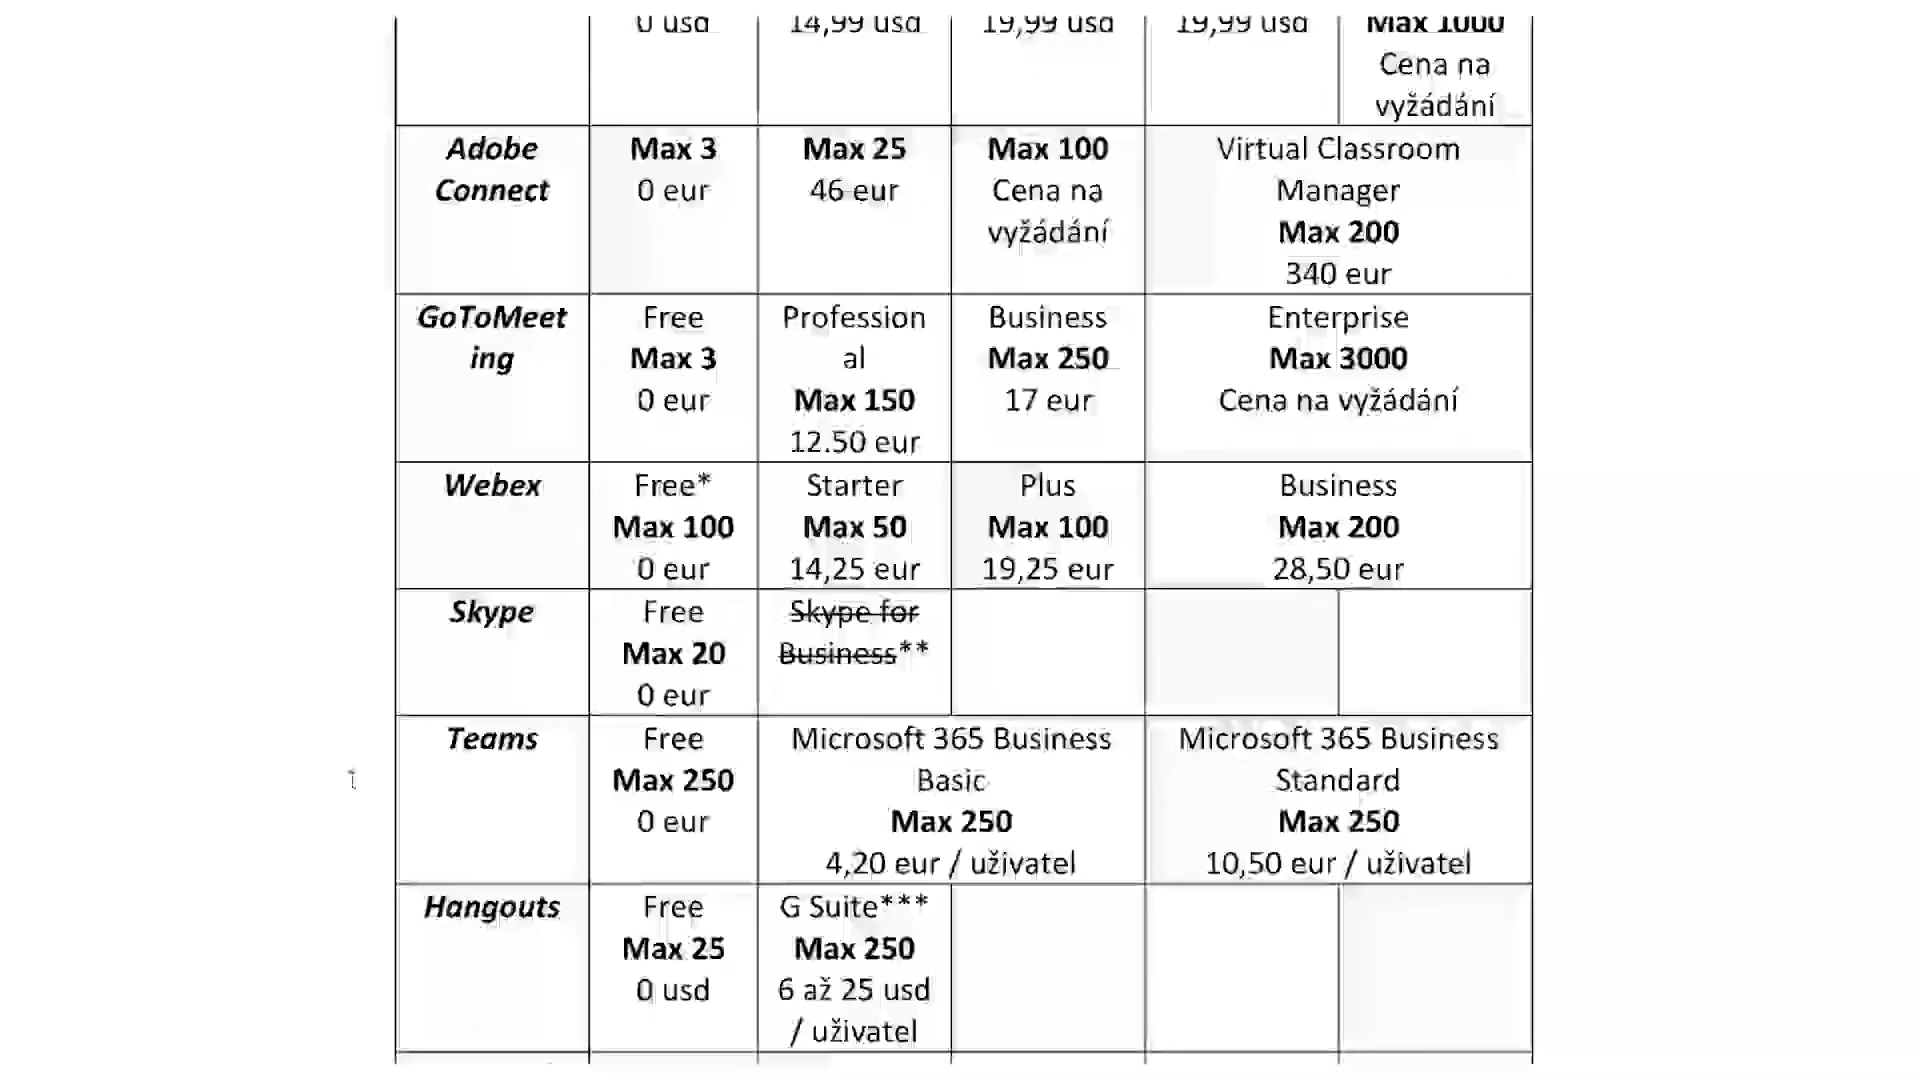 0 usd 14,99 usd 19,99 usd 19,99 usd Max 1000
Cena na
vyžádání
Adobe Max 3 Max 25 Max 100 Virtual Classroom
Connect 0 eur 46 eur Cena na Manager
vyžádání Max 200
340 eur
GoToMeet Free Profession Business Enterprise
ing Max 3 al Max 250 Max 3000
0 eur Max 150 17 eur Cena na vyžádání
12.50 eur
Webex Free* Starter Plus Business
Max 100 Max 50 Max 100 Max 200
0 eur 14,25 eur 19,25 eur 28,50 eur
Skype Free Skype for
Max 20 Business**
0 eur
Teams Free Microsoft 365 Business Microsoft 365 Business
Max 250 Basic Standard
0 eur Max 250 Max 250
4,20 eur / uživatel 10,50 eur / uživatel
Hangouts Free G Suite***
Max 25 Max 250
0 usd 6 až 25 usd
/ uživatel